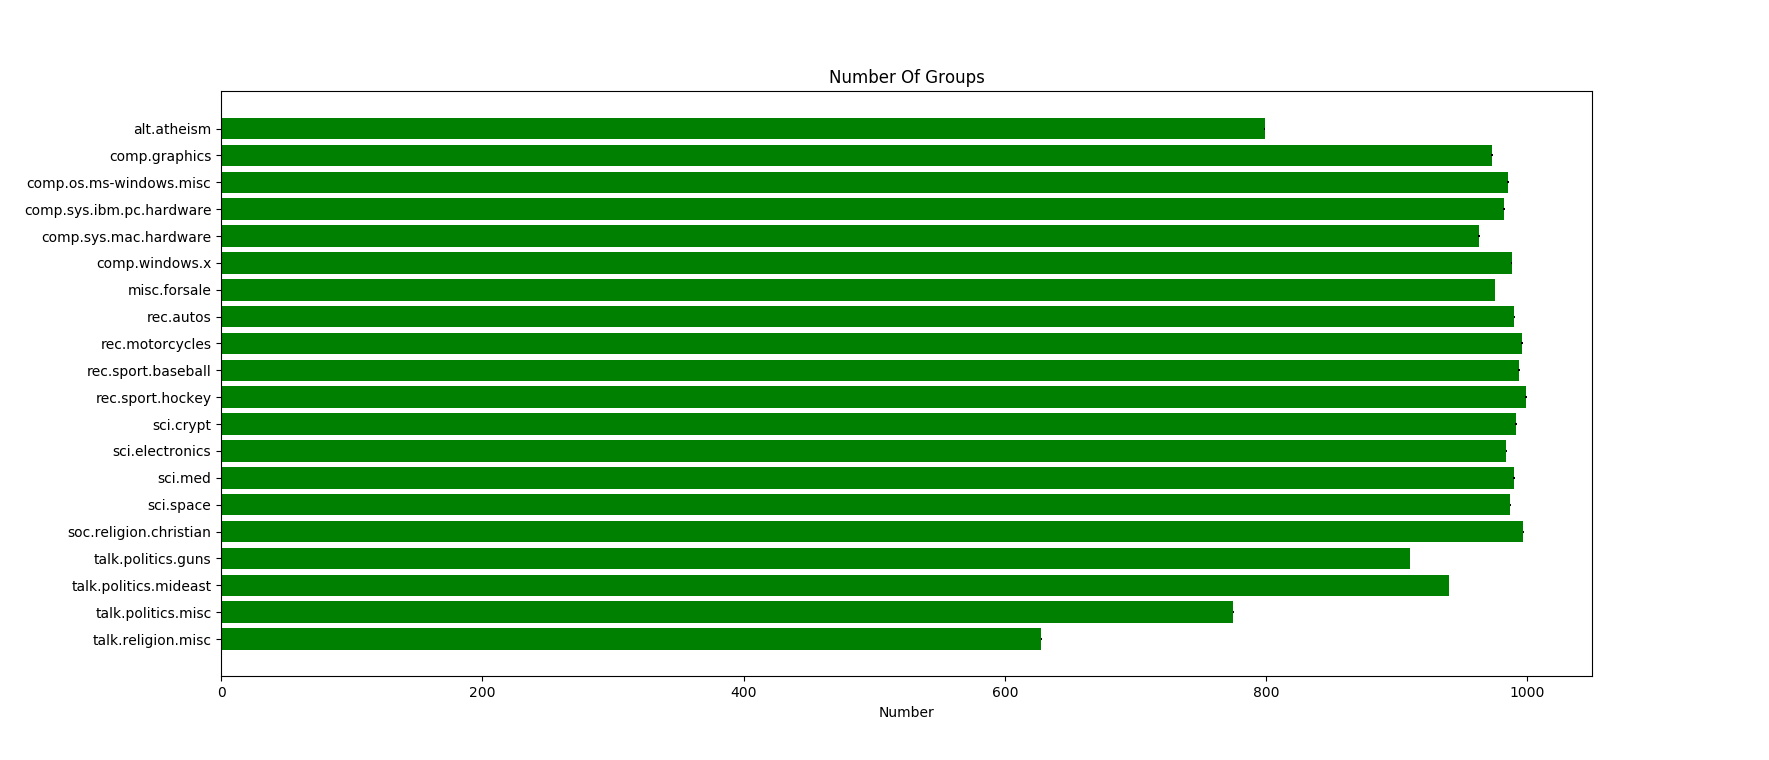 Number Of Groups
alt.atheism
comp.graphics
comp.os.ms-windows.misc
comp.sys.ibm.pc.hardware
comp.sys.mac.hardware
comp.windows.x
misc.forsale
rec.autos
rec.motorcycles
rec.sport.baseball
rec.sport.hockey
sci.crypt
sci.electronics
sci.med
sci.space
soc.religion.christian
talk.politics.guns
talk.politics.mideast
talk.politics.misc
talk.religion.misc
0 200 400 600 800 1000
Number